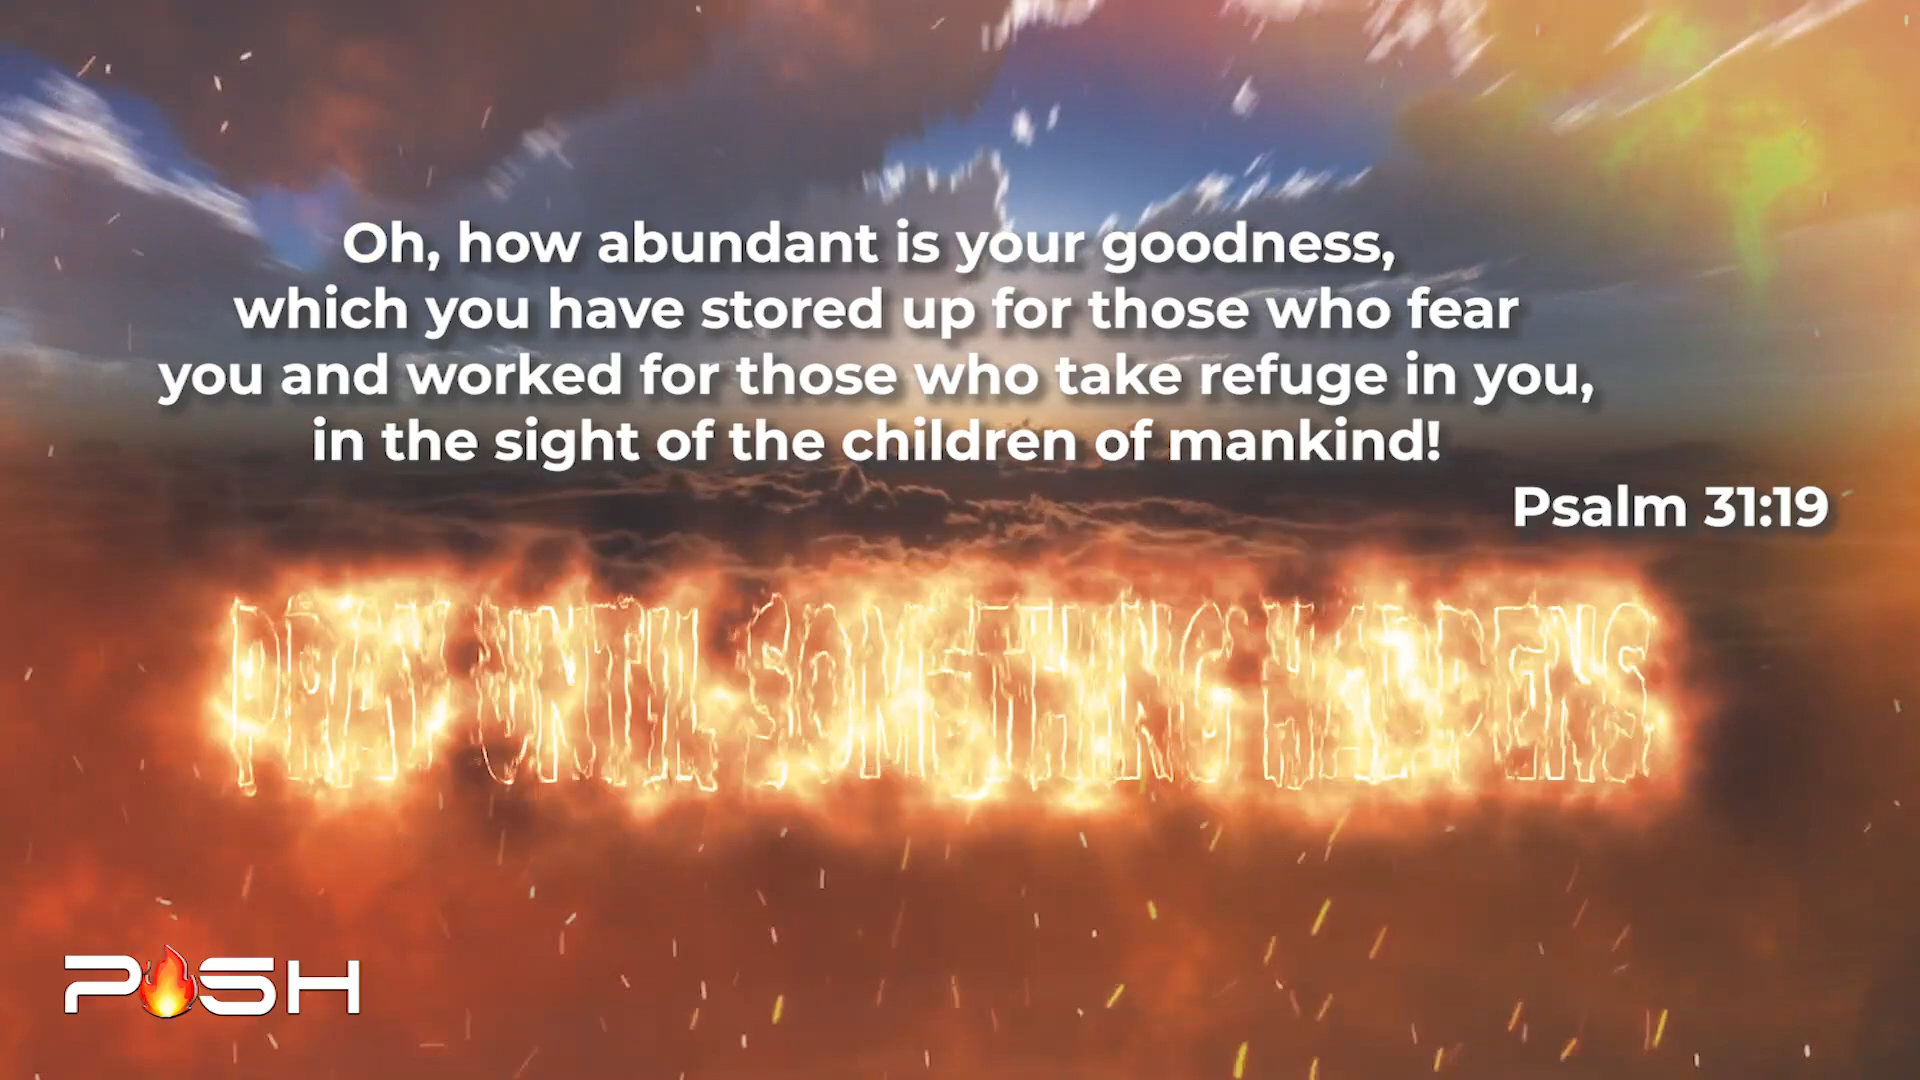 Oh, how abundant is your goodness,
which you have stored up for those who fear
you and worked for those who take refuge in you,
in the sight of the children of mankind!
Psalm 31:19
PRAY UNTIL SOMETHING HAPPENS
PUSH